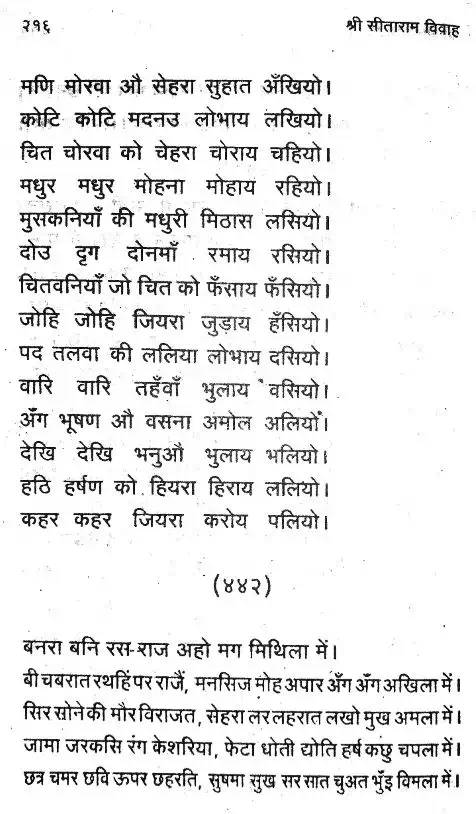 २१६ श्री सीताराम विवाह
मणि मोरवा औ सेहरा सुहात अँखियो।
कोटि कोटि मदनउ लोभाय लखियो।
चित चोरवा को चेहरा चोराय चहियो।
मधुर मधुर मोहना मोहाय रहियो।
मुसकनियाँ की मधुरी मिठास लसियो।
दोउ दृग दोनमाँ रमाय रसियो।
चितवनियाँ जो चित को फँसाय फँसियो।
जोहि जोहि जियरा जुड़ाय हँसियो।
पद तलवा की ललिया लोभाय दसियो।
वारि वारि तहँवाँ भुलाय वसियो।
अँग भूषण औ वसना अमोल अलियो।
देखि देखि भनुऔ भुलाय भलियो।
हठि हर्षण को हियरा हिराय ललियो।
कहर कहर जियरा करोय पलियो।
(४४२)
बनरा बनि रस-राज अहो मग मिथिला में।
बीचबरात रथहिं पर राजैं, मनसिज मोह अपार अँग अँग अखिला में।
सिर सोने की मौर विराजत, सेहरा लर लहरात लखो मुख अमला में।
जामा जरकसि रंग केशरिया, फेटा धोती द्योति हर्ष कछु चपला में।
छत्र चमर छवि ऊपर छहरति, सुषमा सुख सरसात चुअत भुँइ विमला में।